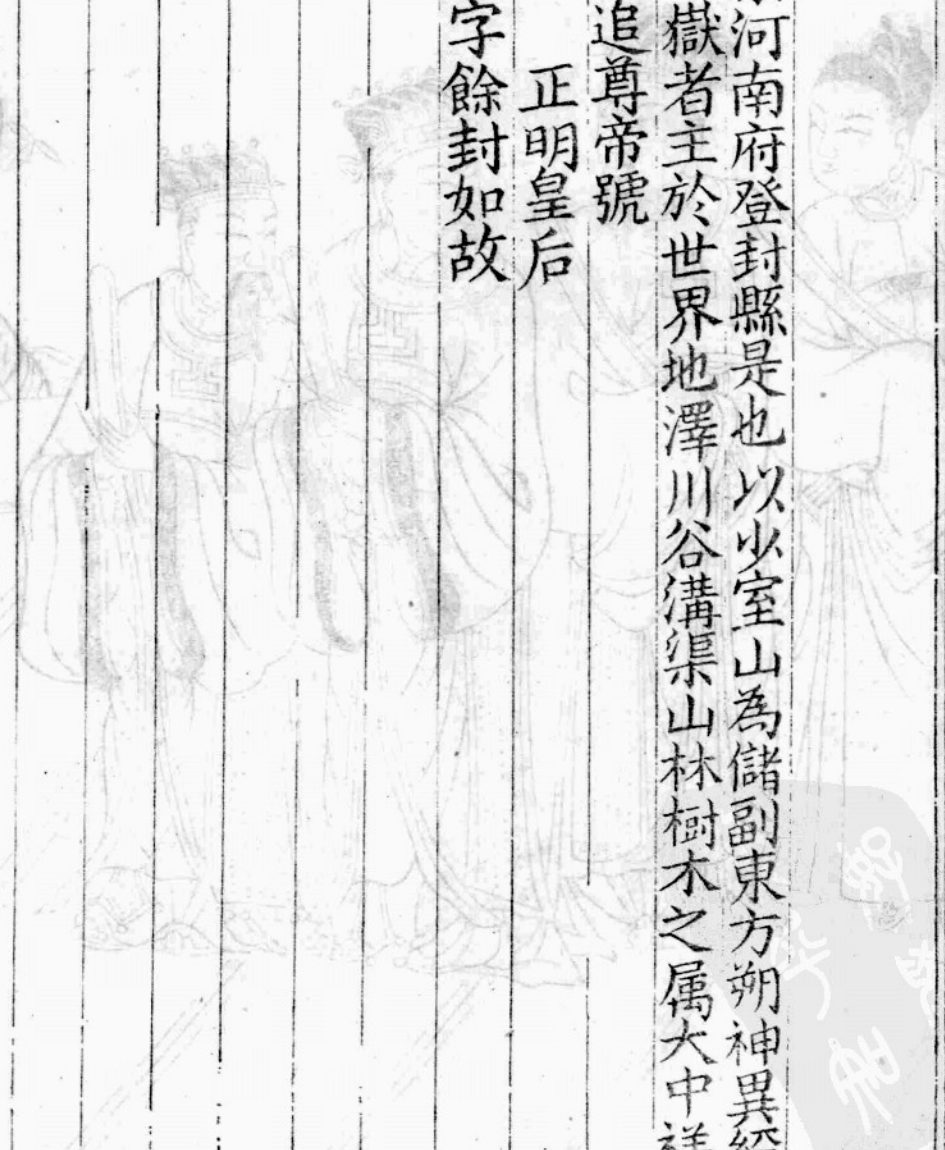 河南府登封縣是也以少室山為儲副東方朔神異經
嶽者主於世界地澤川谷溝渠山林樹木之属大中祥
追尊帝號
正明皇后
字餘封如故